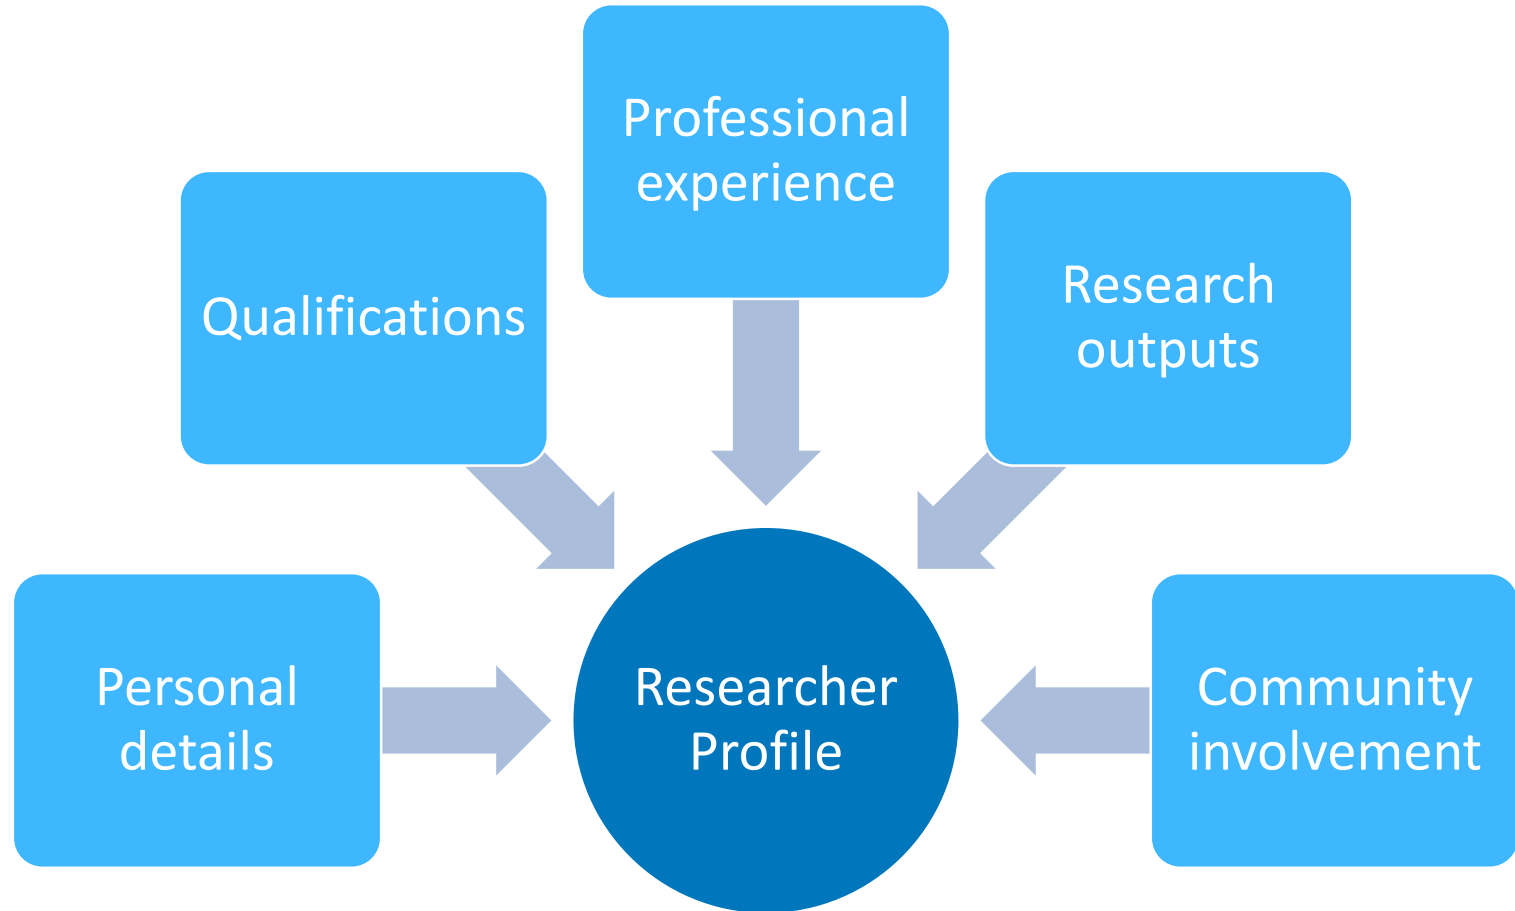 Professional
experience
Qualifications
Research
outputs
Personal
details
Researcher
Profile
Community
involvement